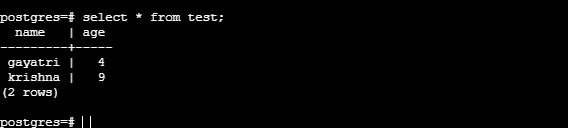 postgres=# select * from test;
  name   | age
---------+-----
 gayatri |   4
 krishna |   9
(2 rows)
postgres=#